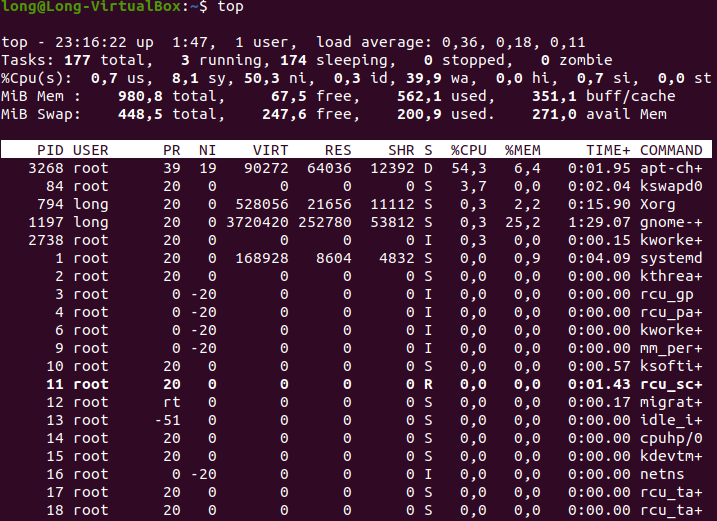 long@Long-VirtualBox:~$ top
top - 23:16:22 up  1:47,  1 user,  load average: 0,36, 0,18, 0,11
Tasks: 177 total,   3 running, 174 sleeping,   0 stopped,   0 zombie
%Cpu(s):  0,7 us,  8,1 sy, 50,3 ni,  0,3 id, 39,9 wa,  0,0 hi,  0,7 si,  0,0 st
MiB Mem :    980,8 total,     67,5 free,    562,1 used,    351,1 buff/cache
MiB Swap:    448,5 total,    247,6 free,    200,9 used.    271,0 avail Mem
PID USER      PR  NI    VIRT    RES    SHR S  %CPU  %MEM     TIME+ COMMAND
3268 root      39  19   90272  64036  12392 D  54,3   6,4   0:01.95 apt-ch+
84 root      20   0       0      0      0 S   3,7   0,0   0:02.04 kswapd0
794 long      20   0  528056  21656  11112 S   0,3   2,2   0:15.90 Xorg
1197 long      20   0 3720420 252780  53812 S   0,3  25,2   1:29.07 gnome-+
2738 root      20   0       0      0      0 I   0,3   0,0   0:00.15 kworke+
1 root      20   0  168928   8604   4832 S   0,0   0,9   0:04.09 systemd
2 root      20   0       0      0      0 S   0,0   0,0   0:00.00 kthrea+
3 root       0 -20       0      0      0 I   0,0   0,0   0:00.00 rcu_gp
4 root       0 -20       0      0      0 I   0,0   0,0   0:00.00 rcu_pa+
6 root       0 -20       0      0      0 I   0,0   0,0   0:00.00 kworke+
9 root       0 -20       0      0      0 I   0,0   0,0   0:00.00 mm_per+
10 root      20   0       0      0      0 S   0,0   0,0   0:00.57 ksofti+
11 root      20   0       0      0      0 R   0,0   0,0   0:01.43 rcu_sc+
12 root      rt   0       0      0      0 S   0,0   0,0   0:00.17 migrat+
13 root     -51   0       0      0      0 S   0,0   0,0   0:00.00 idle_i+
14 root      20   0       0      0      0 S   0,0   0,0   0:00.00 cpuhp/0
15 root      20   0       0      0      0 S   0,0   0,0   0:00.00 kdevtm+
16 root       0 -20       0      0      0 I   0,0   0,0   0:00.00 netns
17 root      20   0       0      0      0 S   0,0   0,0   0:00.00 rcu_ta+
18 root      20   0       0      0      0 S   0,0   0,0   0:00.00 rcu_ta+